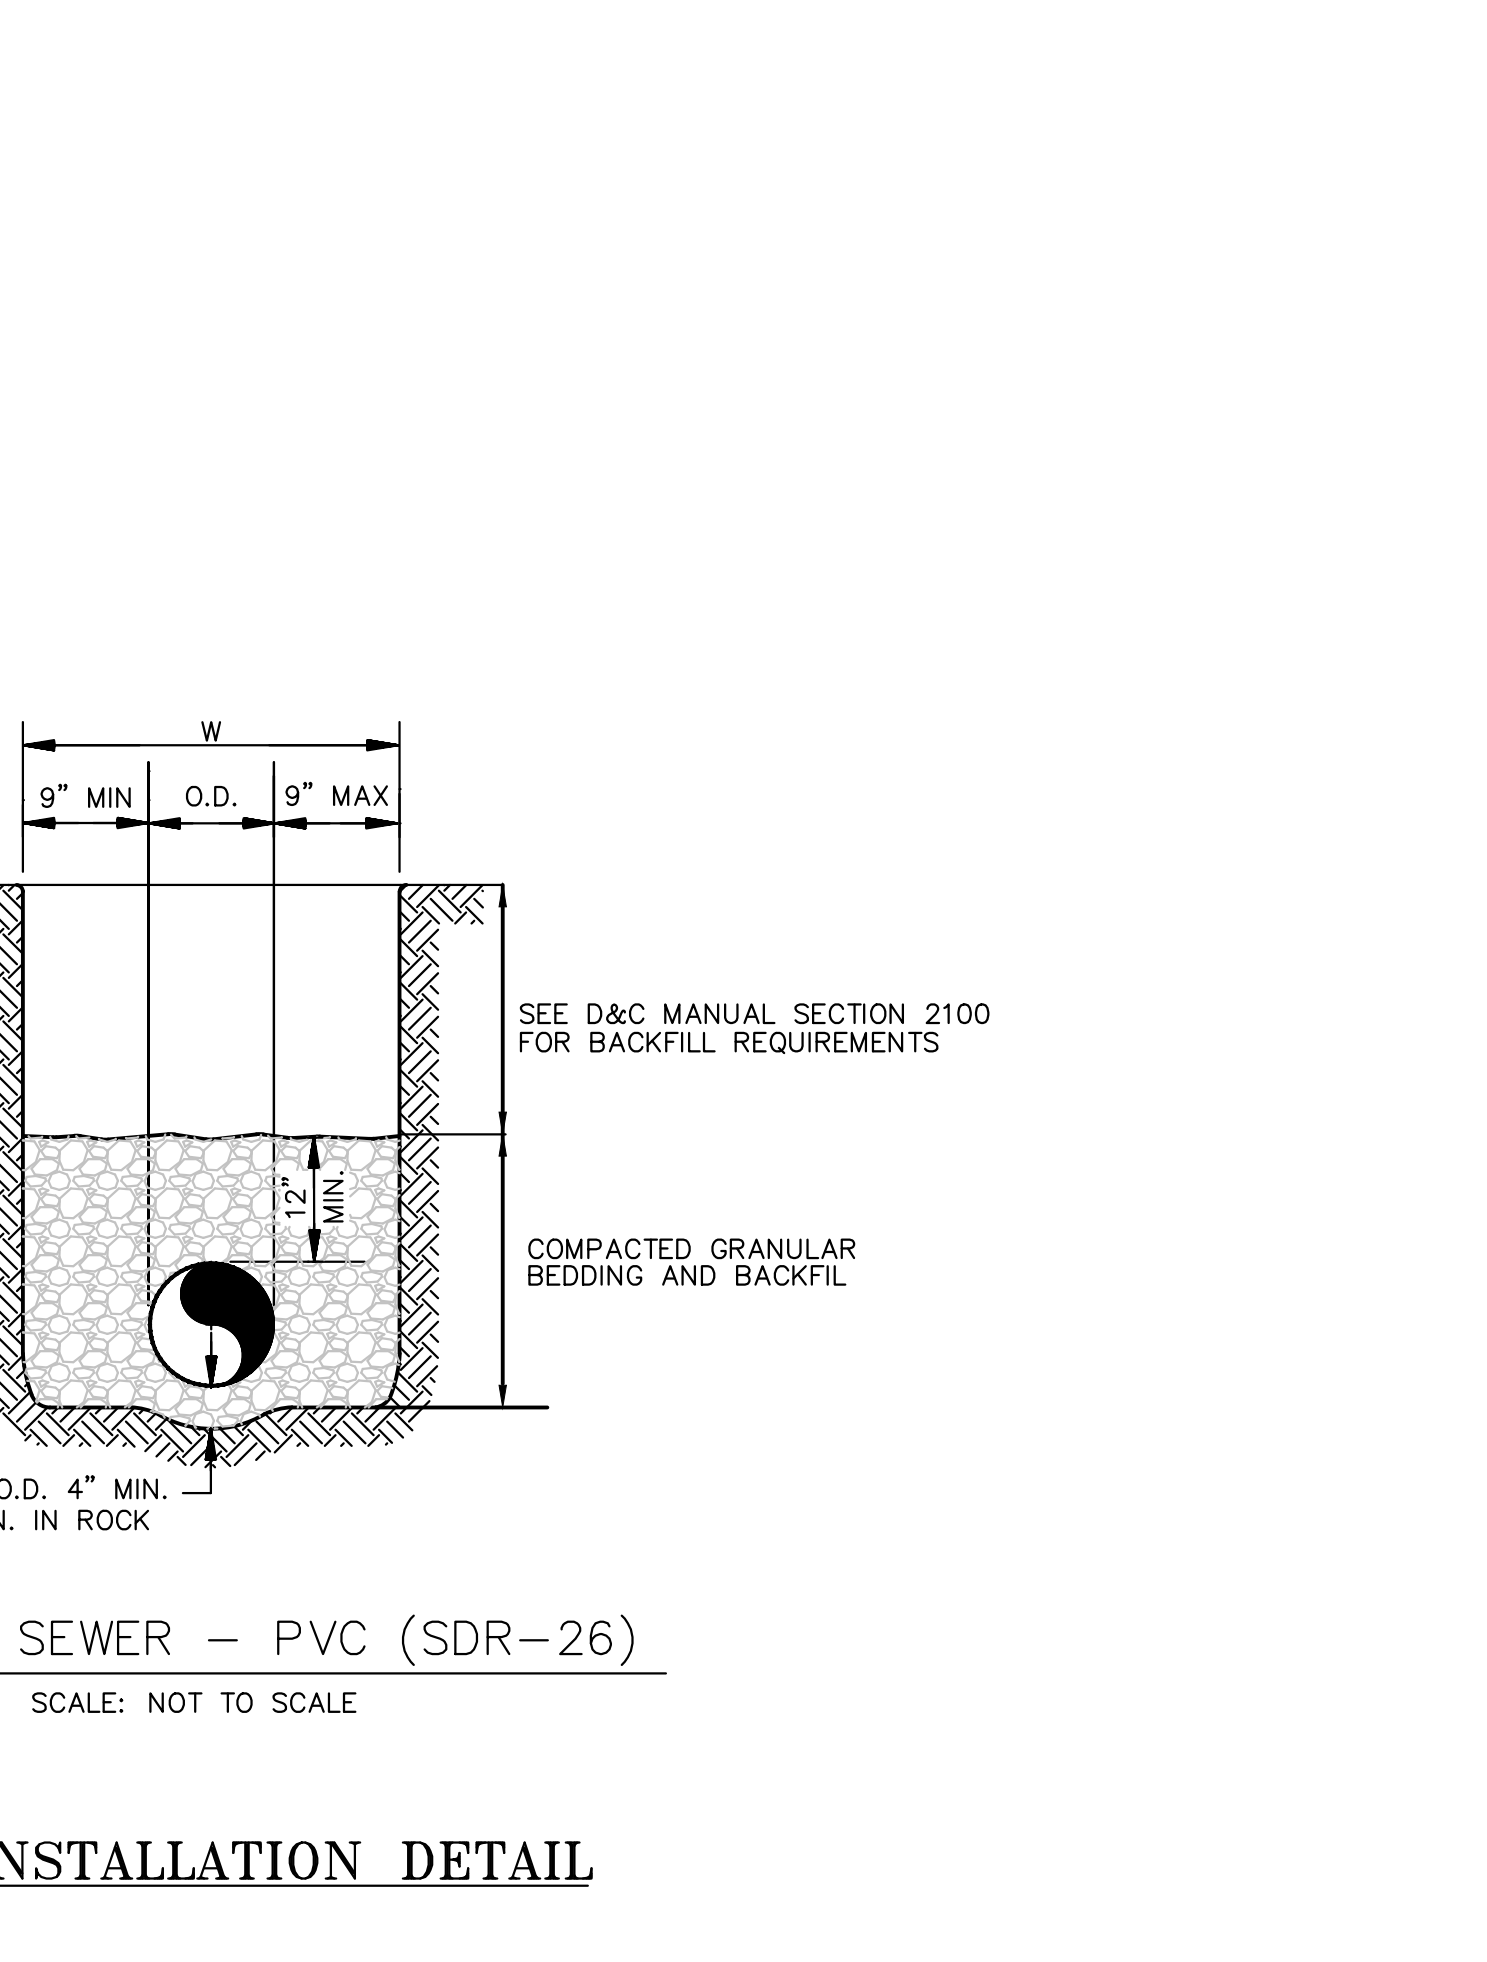 W
9” MIN O.D. 9” MAX
SEE D&C MANUAL SECTION 2100
FOR BACKFILL REQUIREMENTS
12”
MIN.
COMPACTED GRANULAR
BEDDING AND BACKFIL
O.D. 4” MIN.
N. IN ROCK
SEWER – PVC (SDR–26)
SCALE: NOT TO SCALE
NSTALLATION DETAIL